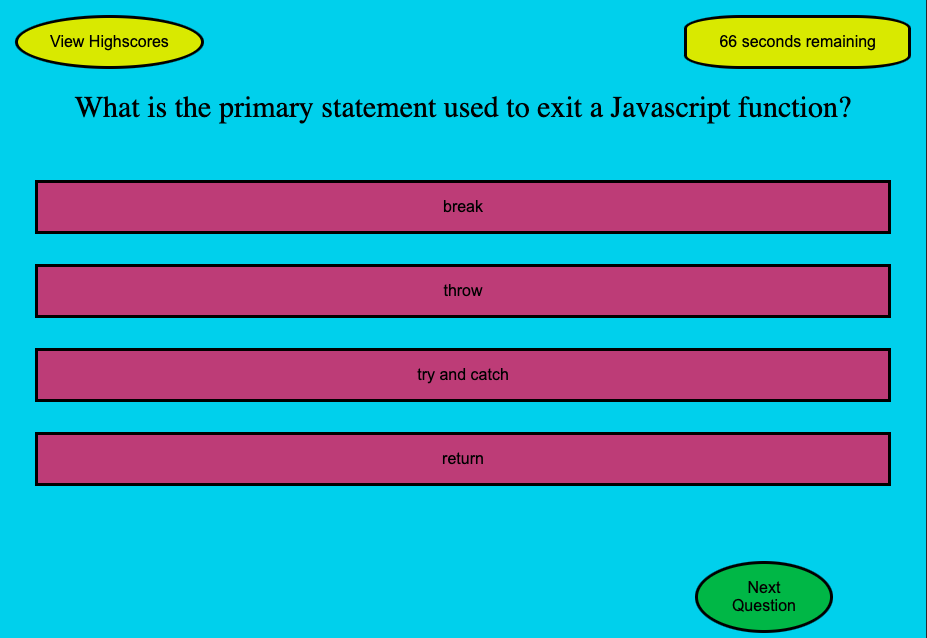 View Highscores
66 seconds remaining
What is the primary statement used to exit a Javascript function?
break
throw
try and catch
return
Next
Question